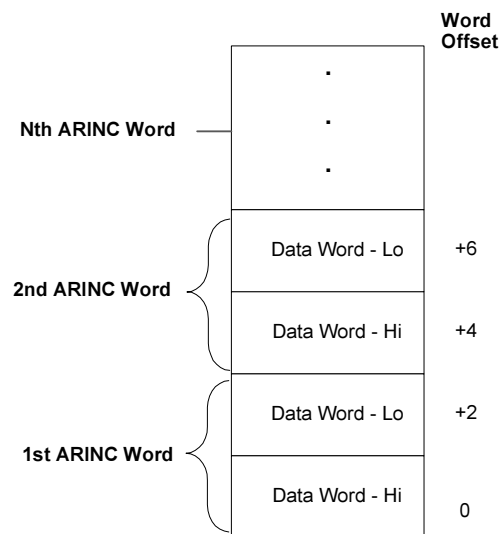 Word
Offset
.
.
.
Nth ARINC Word
Data Word - Lo
+6
2nd ARINC Word
Data Word - Hi
+4
Data Word - Lo
+2
1st ARINC Word
Data Word - Hi
0